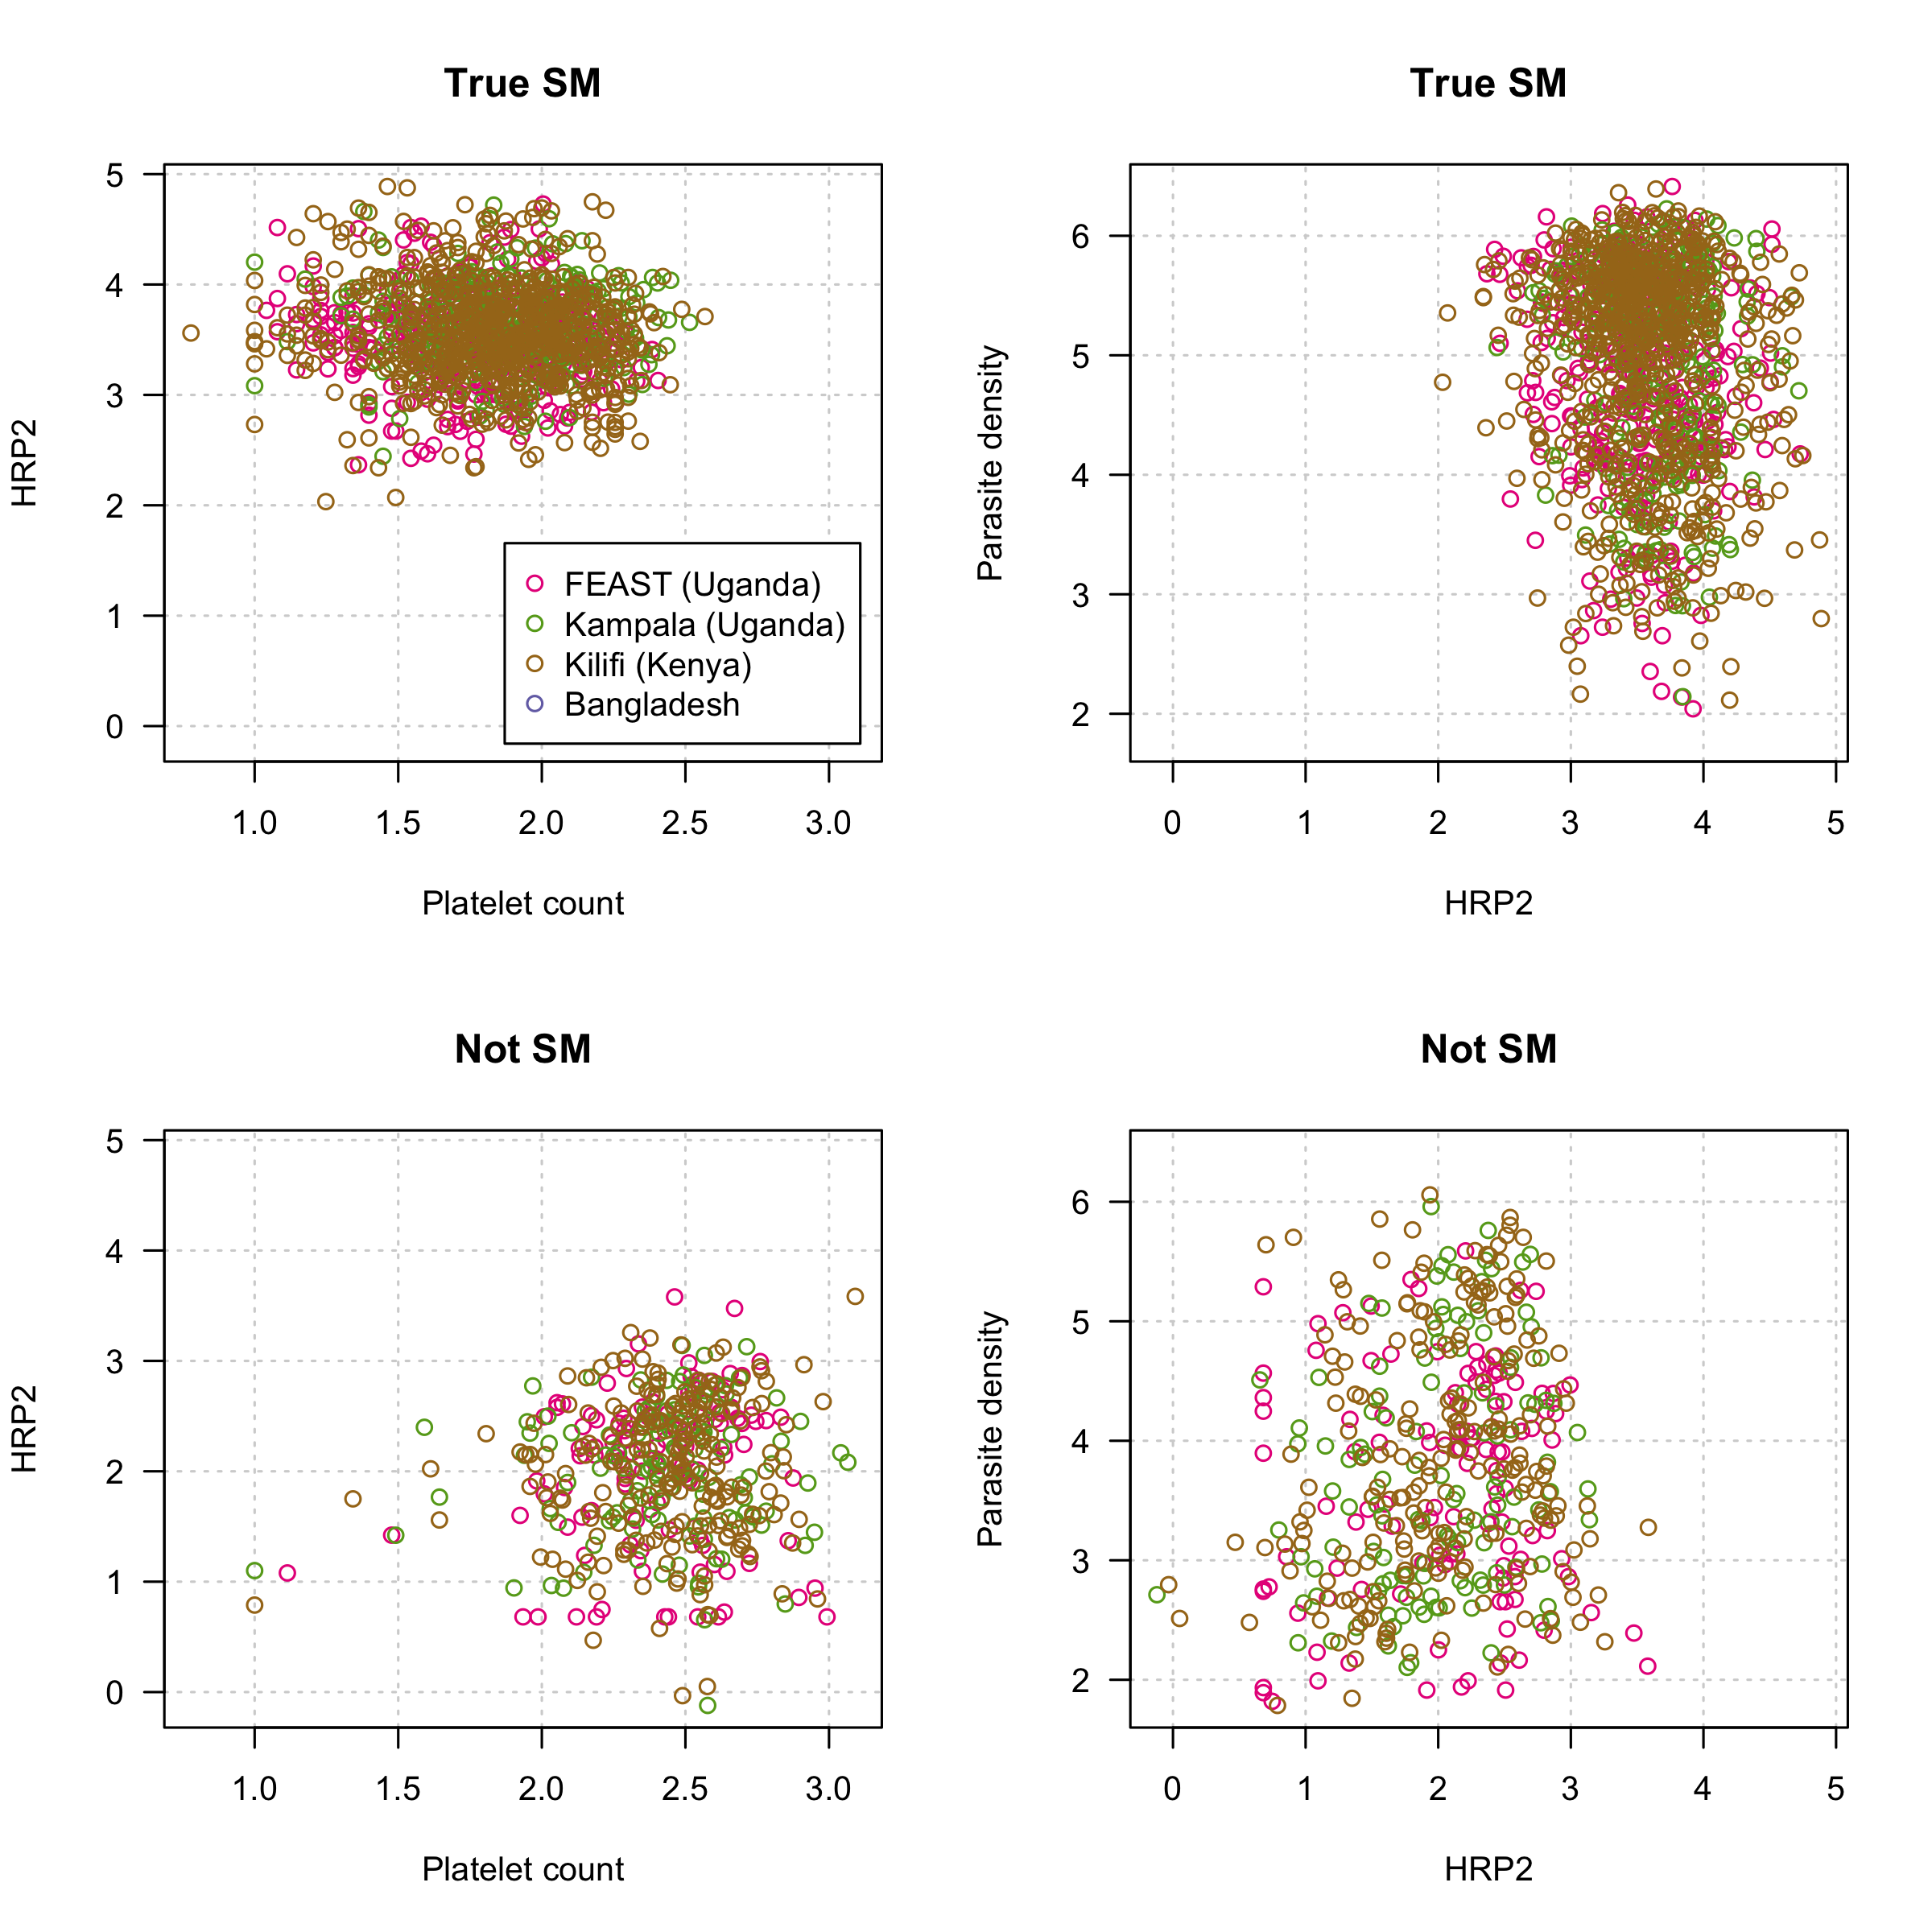 True SM
HRP2
5
4
3
2
1
0
FEAST (Uganda)
Kampala (Uganda)
Kilifi (Kenya)
Bangladesh
1.0 1.5 2.0 2.5 3.0
Platelet count
True SM
Parasite density
6
5
4
3
2
0 1 2 3 4 5
HRP2
Not SM
HRP2
5
4
3
2
1
0
1.0 1.5 2.0 2.5 3.0
Platelet count
Not SM
Parasite density
6
5
4
3
2
0 1 2 3 4 5
HRP2